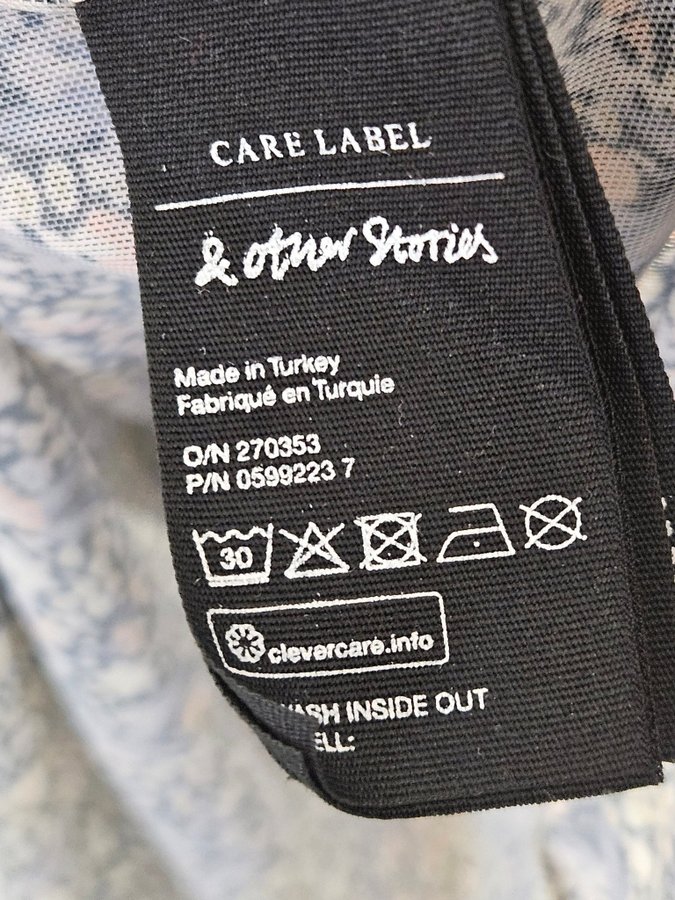 CARE LABEL
& other Stories
Made in Turkey
Fabriqué en Turquie
O/N 270353
P/N 0599223 7
30
clevercare.info
INSIDE OUT